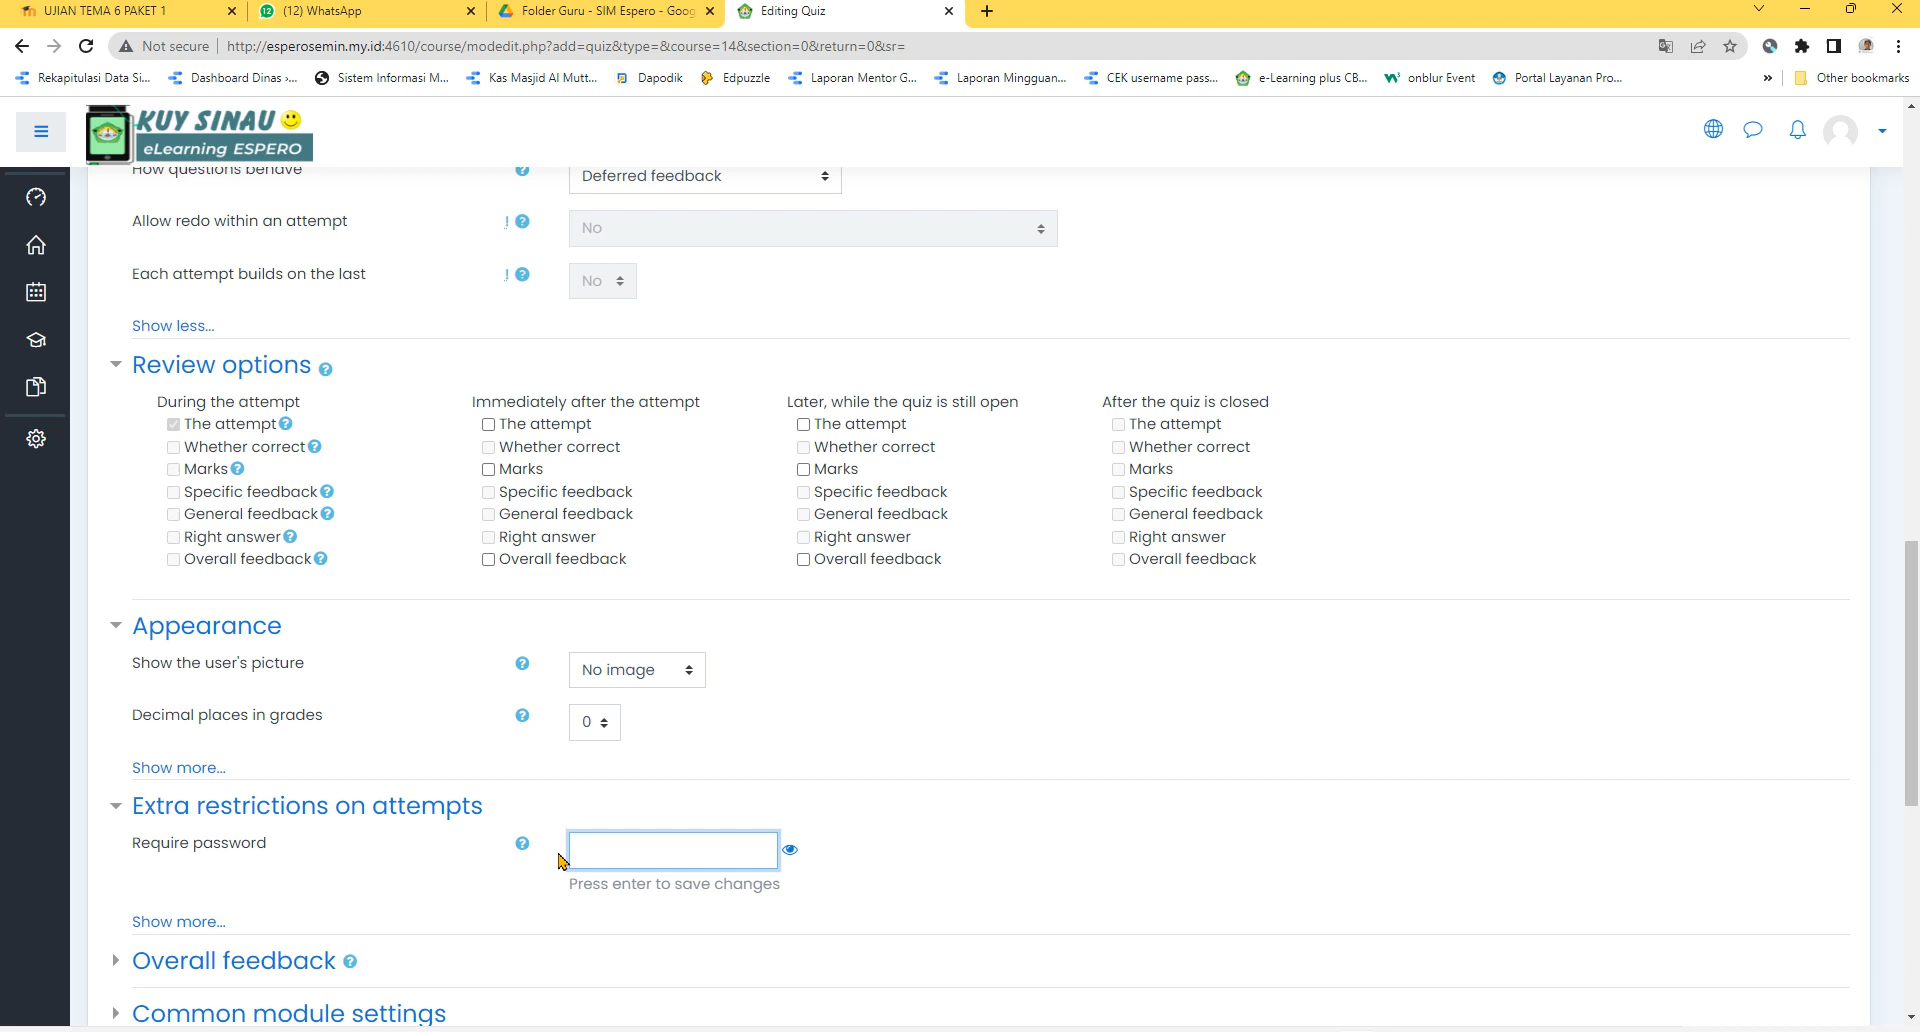 UJIAN TEMA 6 PAKET 1
12
(12) WhatsApp
Folder Guru - SIM Espero - Goog
Editing Quiz
Not secure
http://esperosemin.my.id:4610/course/modedit.php?add=quiz&type=&course=14&section=0&return=0&sr=
Rekapitulasi Data Si...
Dashboard Dinas ›...
Sistem Informasi M...
Kas Masjid Al Mutt...
Dapodik
Edpuzzle
Laporan Mentor G...
Laporan Mingguan...
CEK username pass...
e-Learning plus CB...
onblur Event
Portal Layanan Pro...
»
Other bookmarks
KUY SINAU
eLearning ESPERO
How questions behave
Deferred feedback
Allow redo within an attempt
!
No
Each attempt builds on the last
!
No
Show less...
Review options
During the attempt
The attempt
Whether correct
Marks
Specific feedback
General feedback
Right answer
Overall feedback
Immediately after the attempt
The attempt
Whether correct
Marks
Specific feedback
General feedback
Right answer
Overall feedback
Later, while the quiz is still open
The attempt
Whether correct
Marks
Specific feedback
General feedback
Right answer
Overall feedback
After the quiz is closed
The attempt
Whether correct
Marks
Specific feedback
General feedback
Right answer
Overall feedback
Appearance
Show the user's picture
No image
Decimal places in grades
0
Show more...
Extra restrictions on attempts
Require password
Press enter to save changes
Show more...
Overall feedback
Common module settings